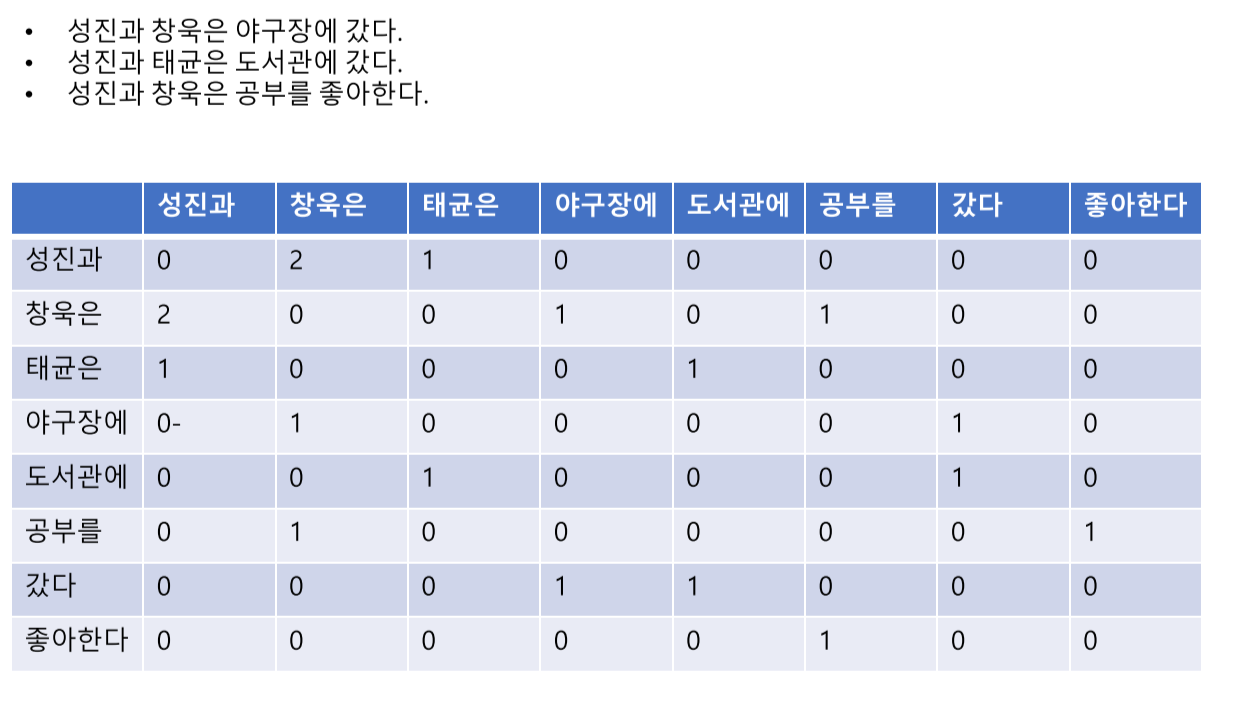 • 성진과 창욱은 야구장에 갔다.
• 성진과 태균은 도서관에 갔다.
• 성진과 창욱은 공부를 좋아한다.
성진과 창욱은 태균은 야구장에 도서관에 공부를 갔다 좋아한다
성진과 0 2 1 0 0 0 0 0
창욱은 2 0 0 1 0 1 0 0
태균은 1 0 0 0 1 0 0 0
야구장에 0- 1 0 0 0 0 1 0
도서관에 0 0 1 0 0 0 1 0
공부를 0 1 0 0 0 0 0 1
갔다 0 0 0 1 1 0 0 0
좋아한다 0 0 0 0 0 1 0 0